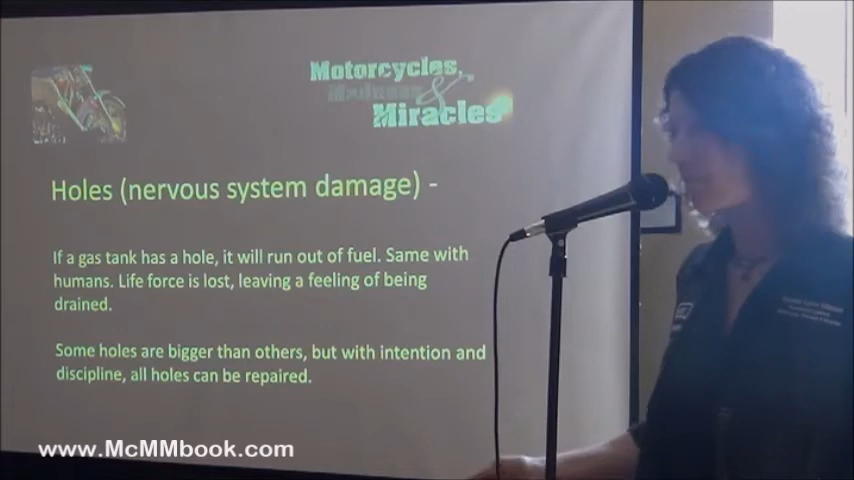 Motorcycles,
Madness &
Miracles
Holes (nervous system damage) -
If a gas tank has a hole, it will run out of fuel. Same with
humans. Life force is lost, leaving a feeling of being
drained.
Some holes are bigger than others, but with intention and
discipline, all holes can be repaired.
www.McMMbook.com